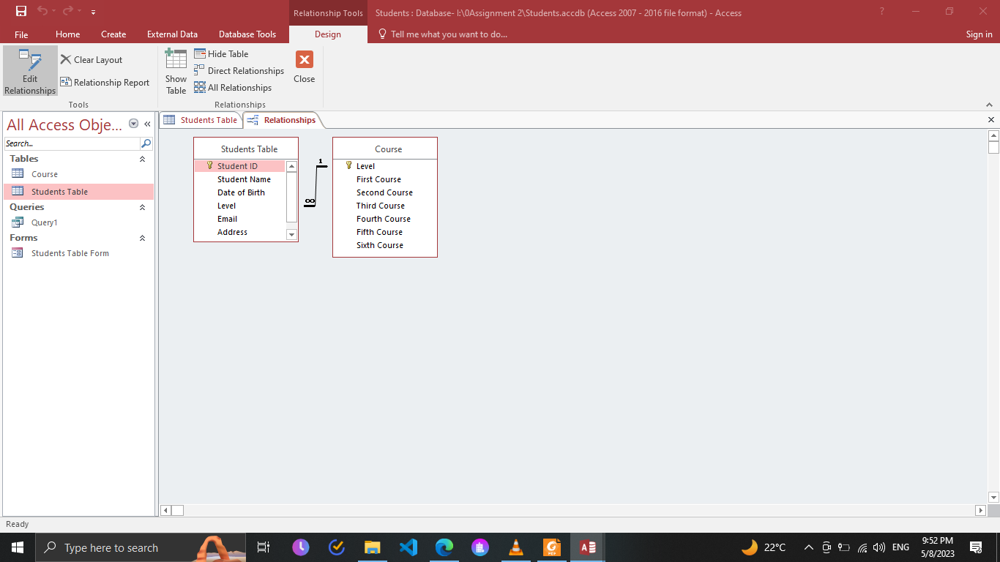 Relationship Tools
Students : Database- I:\0Assignment 2\Students.accdb (Access 2007 - 2016 file format) - Access
File
Home
Create
External Data
Database Tools
Design
Tell me what you want to do...
Sign in
Edit Relationships
Clear Layout
Relationship Report
Tools
Show Table
Hide Table
Direct Relationships
All Relationships
Close
Relationships
All Access Obje...
Search...
Tables
Course
Students Table
Queries
Query1
Forms
Students Table Form
Students Table
Relationships
Students Table
Student ID
Student Name
Date of Birth
Level
Email
Address
1
∞
Course
Level
First Course
Second Course
Third Course
Fourth Course
Fifth Course
Sixth Course
Ready
Type here to search
PDF
22°C
ENG
9:52 PM
5/8/2023